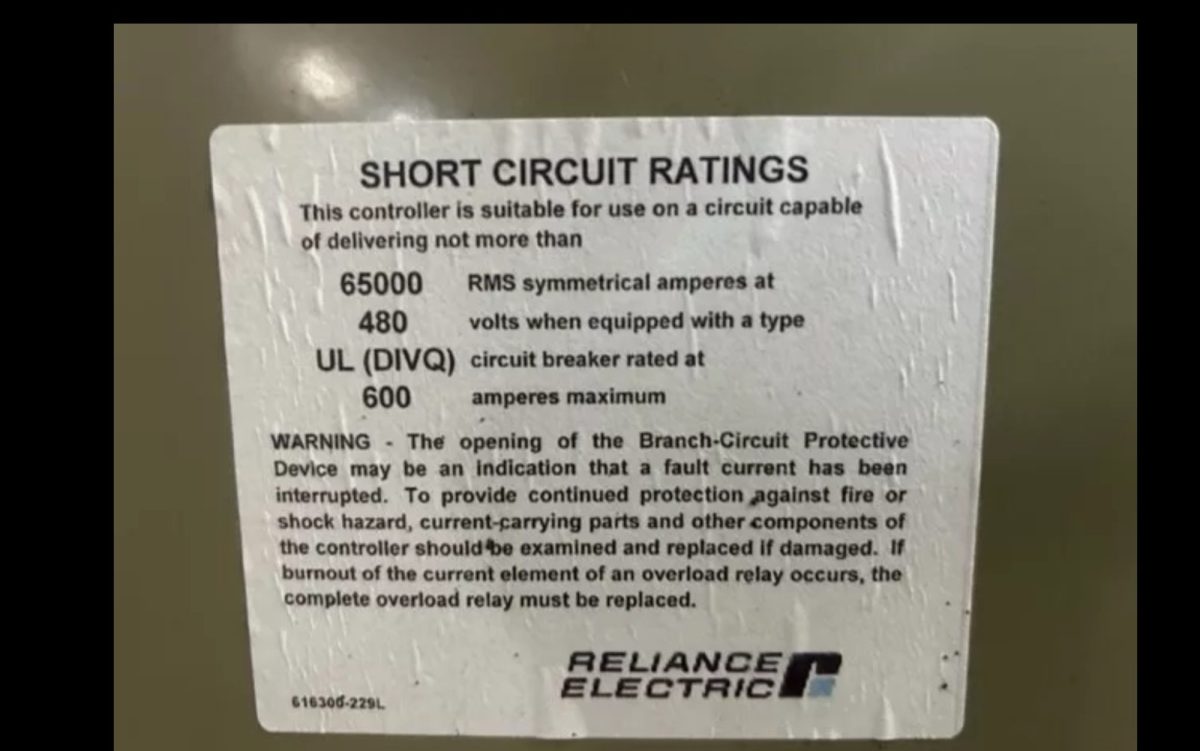 SHORT CIRCUIT RATINGS
This controller is suitable for use on a circuit capable
of delivering not more than
65000 RMS symmetrical amperes at
480 volts when equipped with a type
UL (DIVQ) circuit breaker rated at
600 amperes maximum
WARNING - The opening of the Branch-Circuit Protective
Device may be an indication that a fault current has been
interrupted. To provide continued protection against fire or
shock hazard, current-carrying parts and other components of
the controller should be examined and replaced if damaged. If
burnout of the current element of an overload relay occurs, the
complete overload relay must be replaced.
RELIANCE
ELECTRIC
616300-229L